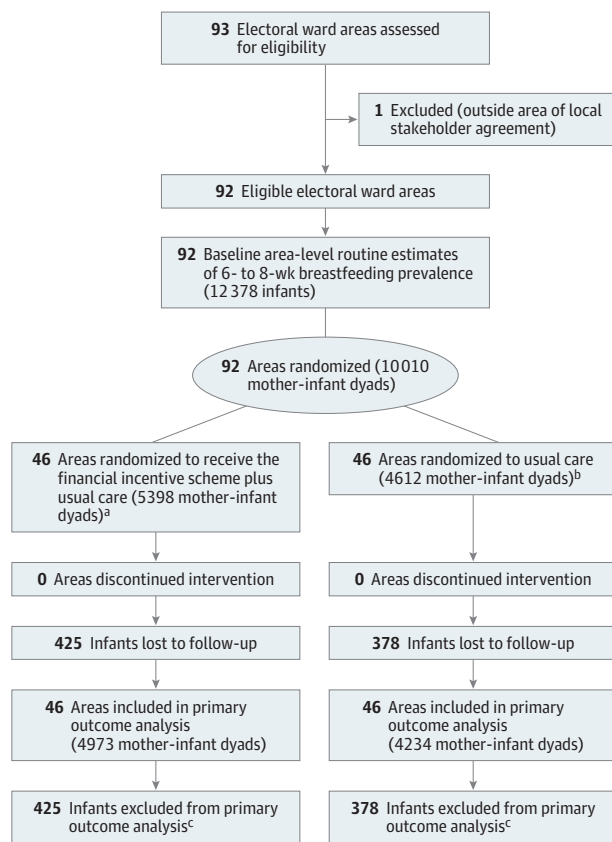 93 Electoral ward areas assessed
for eligibility
1 Excluded (outside area of local
stakeholder agreement)
92 Eligible electoral ward areas
92 Baseline area-level routine estimates
of 6- to 8-wk breastfeeding prevalence
(12 378 infants)
92 Areas randomized (10 010
mother-infant dyads)
46 Areas randomized to receive the
financial incentive scheme plus
usual care (5398 mother-infant
dyads)a
46 Areas randomized to usual care
(4612 mother-infant dyads)b
0 Areas discontinued intervention
0 Areas discontinued intervention
425 Infants lost to follow-up
378 Infants lost to follow-up
46 Areas included in primary
outcome analysis
(4973 mother-infant dyads)
46 Areas included in primary
outcome analysis
(4234 mother-infant dyads)
425 Infants excluded from primary
outcome analysisc
378 Infants excluded from primary
outcome analysisc